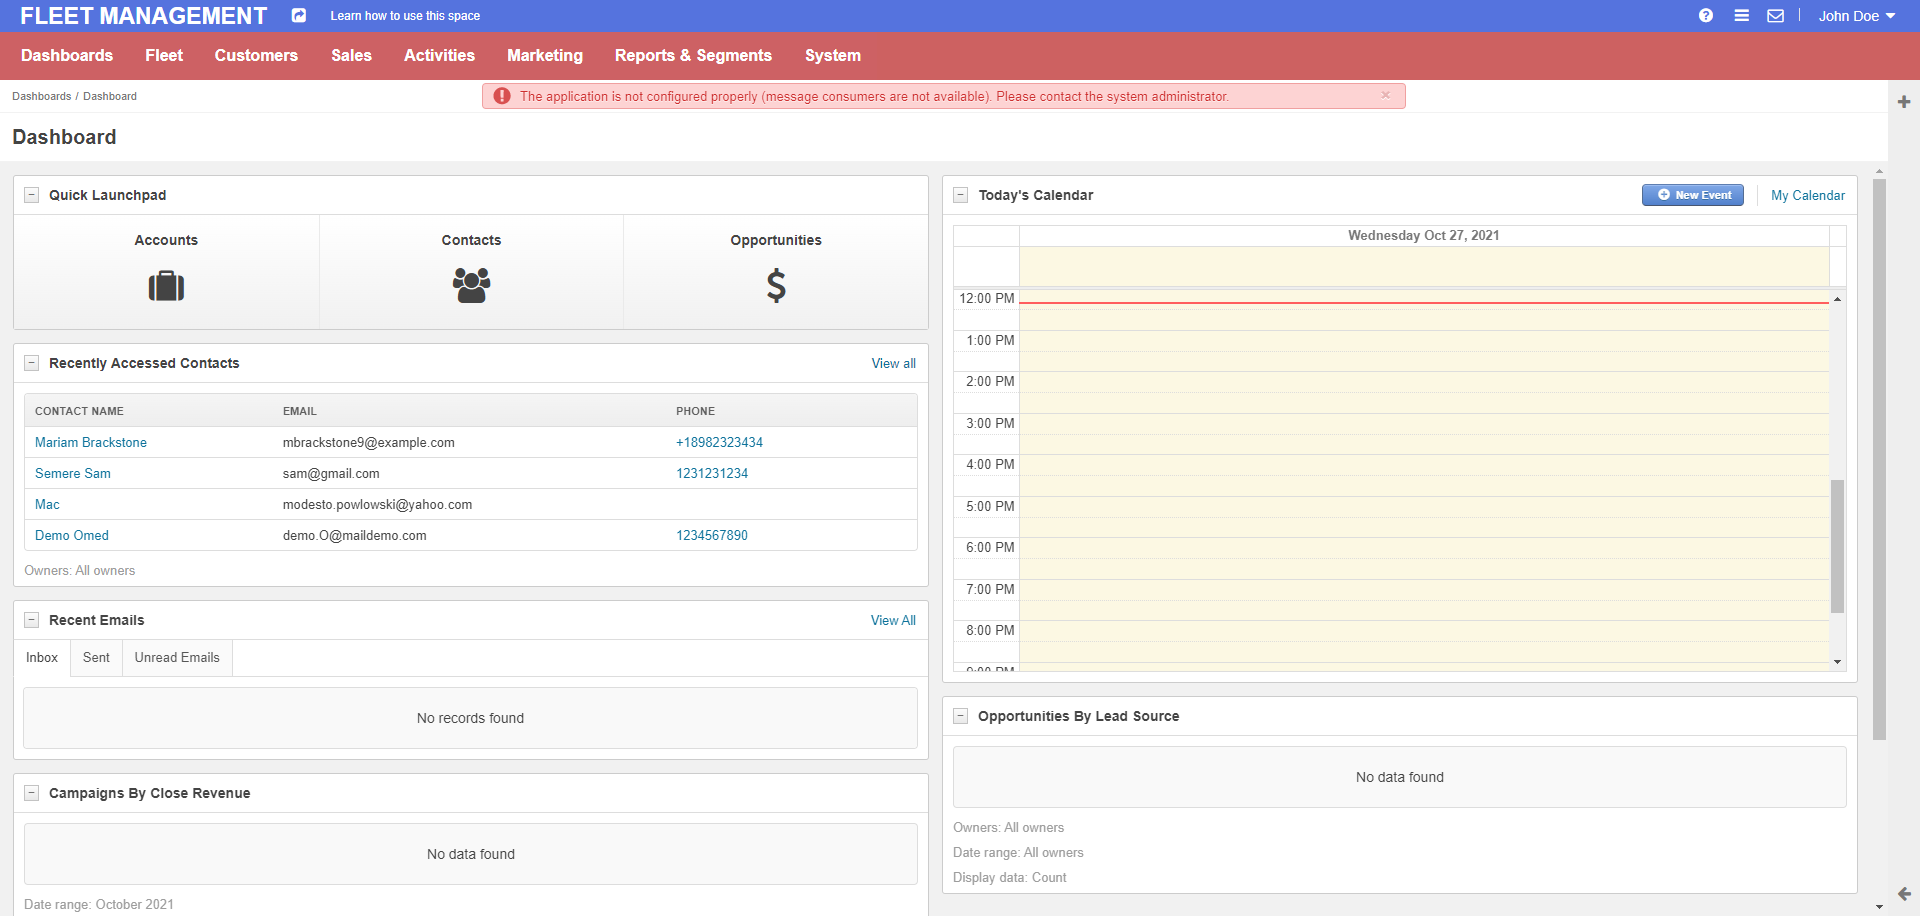 FLEET MANAGEMENT Learn how to use this space John Doe
Dashboards Fleet Customers Sales Activities Marketing Reports & Segments System
Dashboards / Dashboard
The application is not configured properly (message consumers are not available). Please contact the system administrator.
Dashboard
Quick Launchpad
Accounts Contacts Opportunities
Recently Accessed Contacts View all
CONTACT NAME EMAIL PHONE
Mariam Brackstone mbrackstone9@example.com +18982323434
Semere Sam sam@gmail.com 1231231234
Mac modesto.powlowski@yahoo.com
Demo Omed demo.O@maildemo.com 1234567890
Owners: All owners
Recent Emails View All
Inbox Sent Unread Emails
No records found
Campaigns By Close Revenue
No data found
Date range: October 2021
Today's Calendar New Event My Calendar
Wednesday Oct 27, 2021
12:00 PM
1:00 PM
2:00 PM
3:00 PM
4:00 PM
5:00 PM
6:00 PM
7:00 PM
8:00 PM
9:00 PM
Opportunities By Lead Source
No data found
Owners: All owners
Date range: All owners
Display data: Count